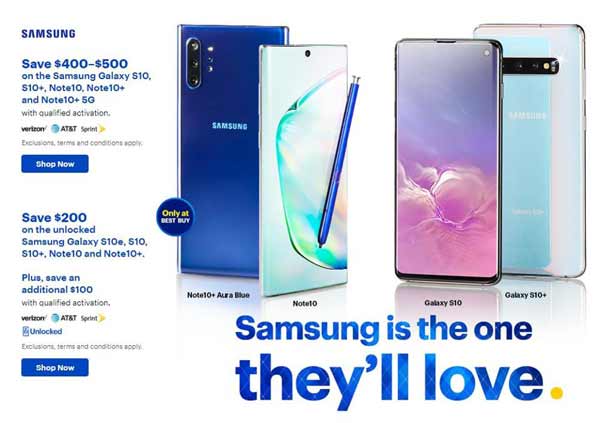 SAMSUNG
Save $400–$500
on the Samsung Galaxy S10,
S10+, Note10, Note10+
and Note10+ 5G
with qualified activation.
verizon AT&T Sprint
Exclusions, terms and conditions apply.
Shop Now
Save $200
on the unlocked
Samsung Galaxy S10e, S10,
S10+, Note10 and Note10+.
Plus, save an
additional $100
with qualified activation.
verizon AT&T Sprint
Unlocked
Exclusions, terms and conditions apply.
Shop Now
SAMSUNG
Only at
BEST BUY
Note10+ Aura Blue
Note10
SAMSUNG
Galaxy S10+
Galaxy S10
Galaxy S10+
Samsung is the one
they'll love.